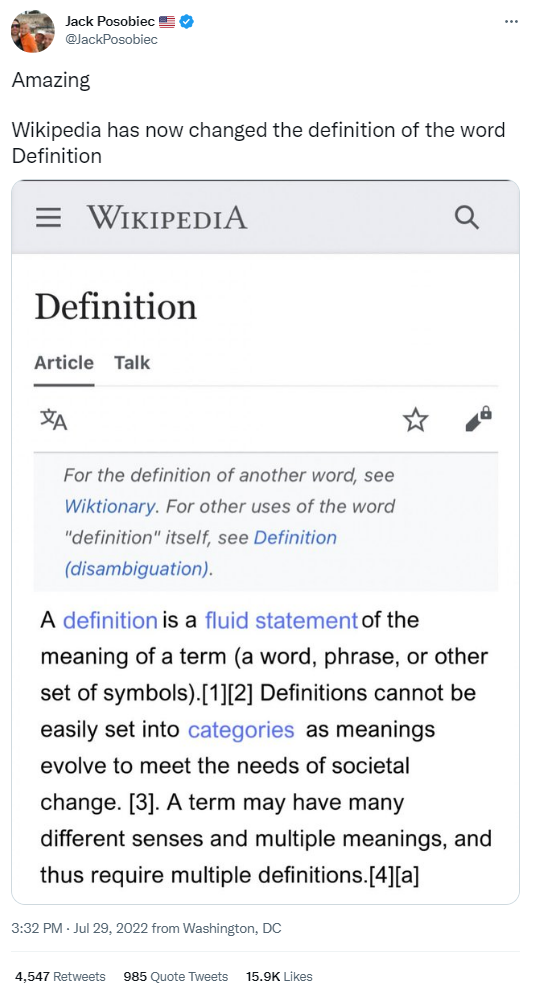 Jack Posobiec 🇺🇸
@JackPosobiec
Amazing
Wikipedia has now changed the definition of the word
Definition
WIKIPEDIA
Definition
Article Talk
文A
For the definition of another word, see
Wiktionary. For other uses of the word
"definition" itself, see Definition
(disambiguation).
A definition is a fluid statement of the
meaning of a term (a word, phrase, or other
set of symbols).[1][2] Definitions cannot be
easily set into categories as meanings
evolve to meet the needs of societal
change. [3]. A term may have many
different senses and multiple meanings, and
thus require multiple definitions.[4][a]
3:32 PM · Jul 29, 2022 from Washington, DC
4,547 Retweets 985 Quote Tweets 15.9K Likes